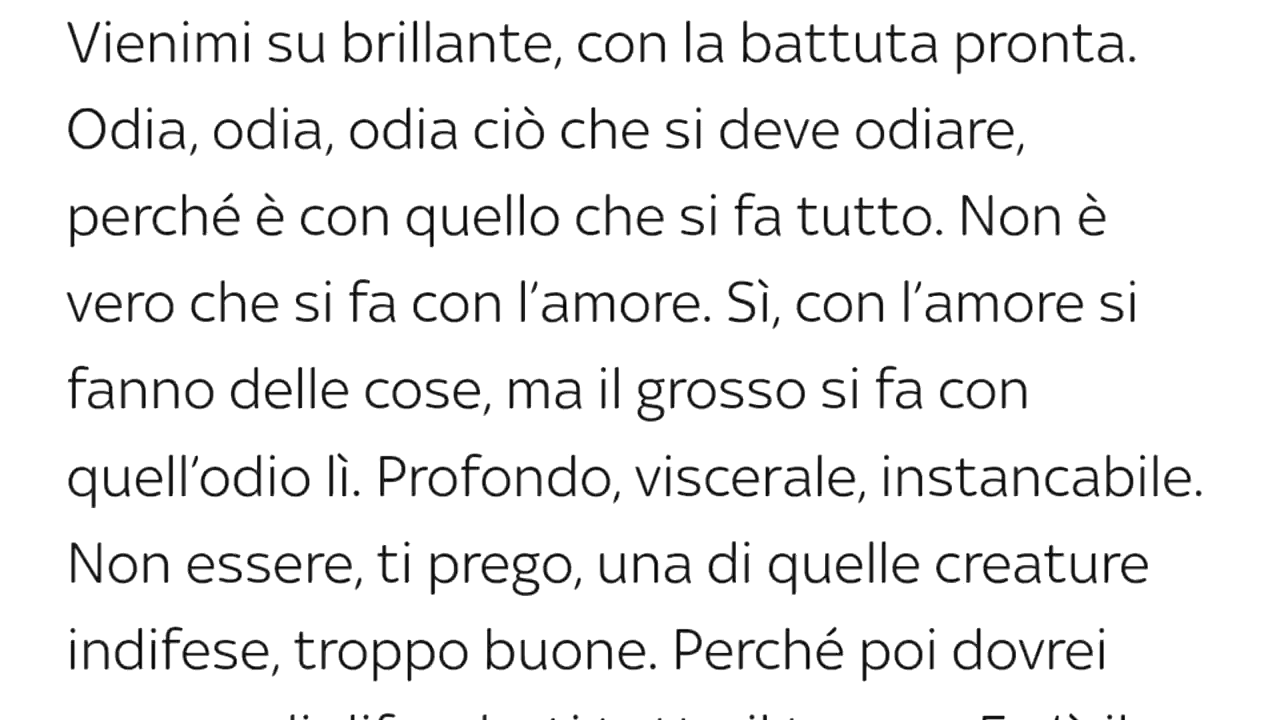 Vienimi su brillante, con la battuta pronta.
Odia, odia, odia ciò che si deve odiare,
perché è con quello che si fa tutto. Non è
vero che si fa con l’amore. Sì, con l’amore si
fanno delle cose, ma il grosso si fa con
quell’odio lì. Profondo, viscerale, instancabile.
Non essere, ti prego, una di quelle creature
indifese, troppo buone. Perché poi dovrei